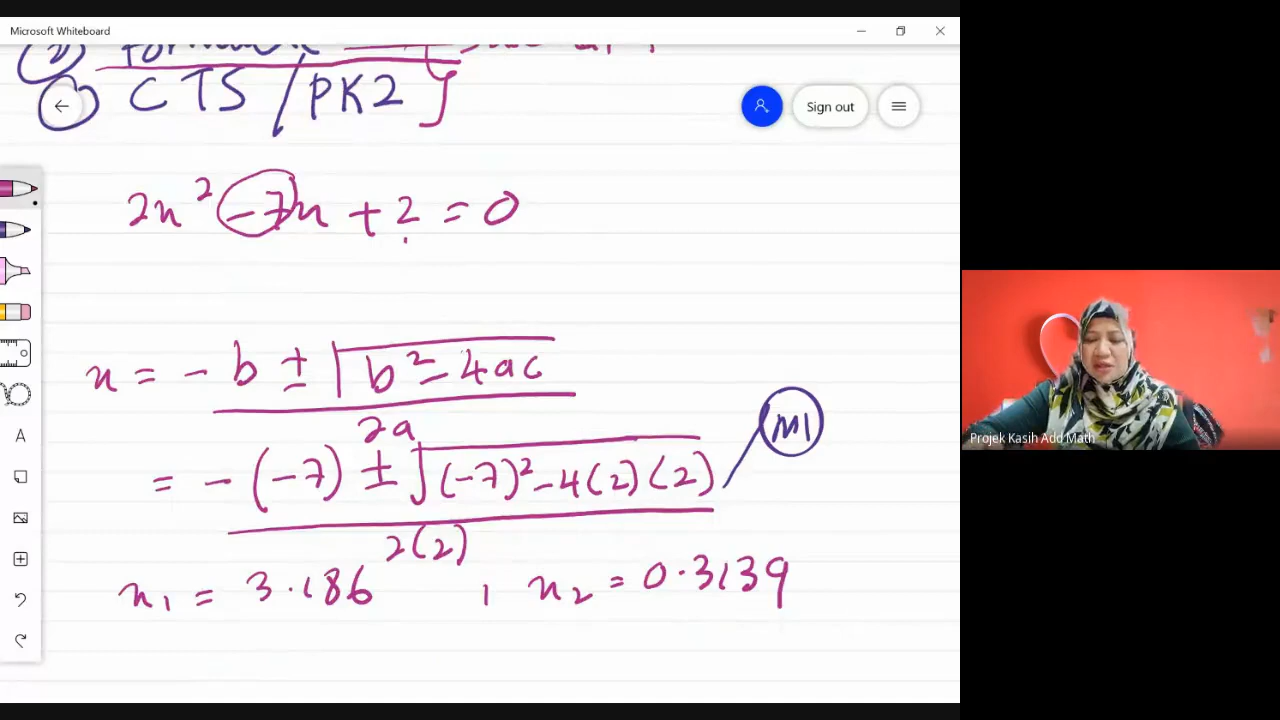 Microsoft Whiteboard
CTS / PK2
Sign out
2x² - 7x + 2 = 0
x = - b ± √b² - 4ac
2a
= - (-7) ± √(-7)² - 4(2)(2)
M1
2(2)
x₁ = 3.186 , x₂ = 0.3139
Projek Kasih Add Math
A